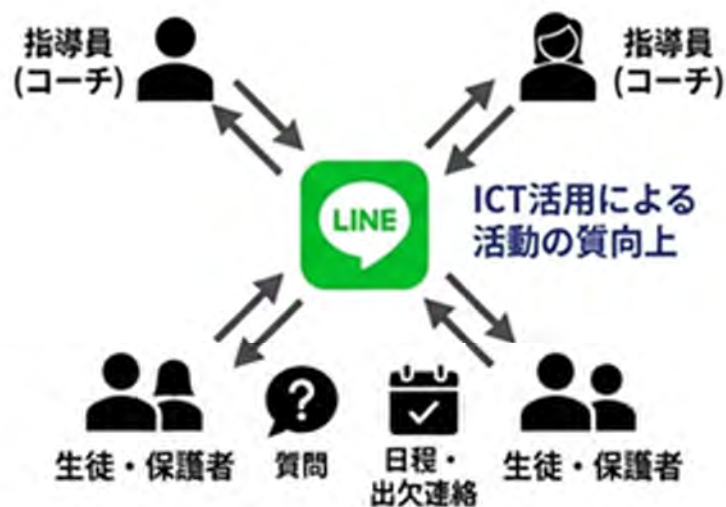 指導員
(コーチ)
指導員
(コーチ)
LINE
ICT活用による
活動の質向上
生徒・保護者
質問
日程・
出欠連絡
生徒・保護者